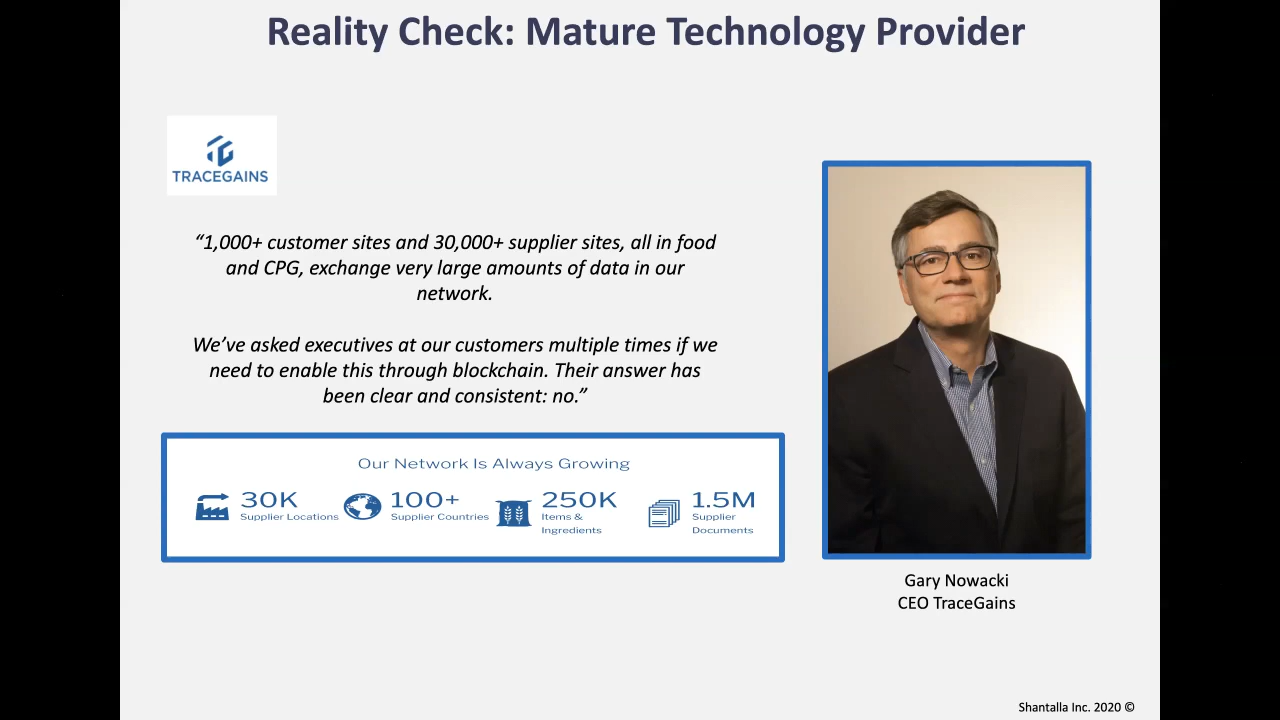 Reality Check: Mature Technology Provider
TRACEGAINS
“1,000+ customer sites and 30,000+ supplier sites, all in food
and CPG, exchange very large amounts of data in our
network.
We’ve asked executives at our customers multiple times if we
need to enable this through blockchain. Their answer has
been clear and consistent: no.”
Our Network Is Always Growing
30K
Supplier Locations
100+
Supplier Countries
250K
Items &
Ingredients
1.5M
Supplier
Documents
Gary Nowacki
CEO TraceGains
Shantalla Inc. 2020 ©